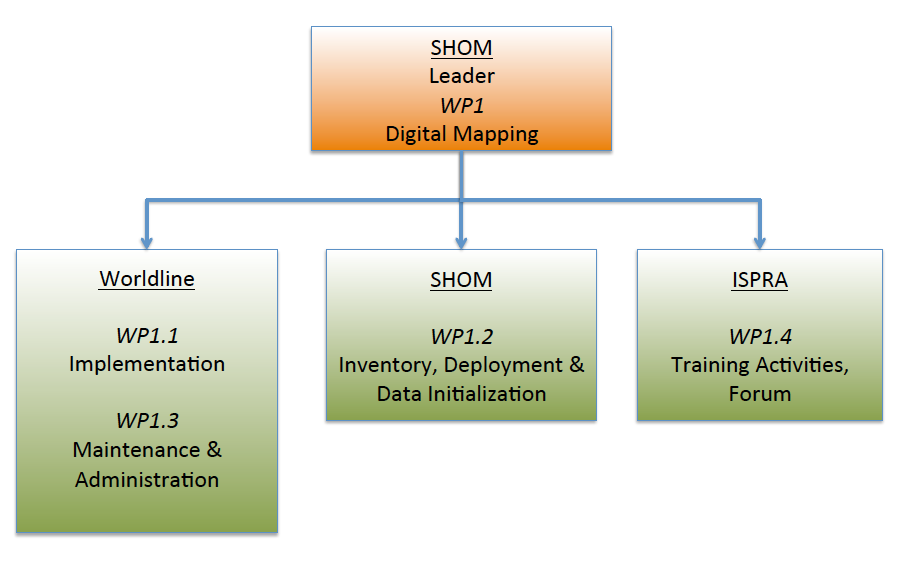 SHOM
Leader
WP1
Digital Mapping
Worldline
WP1.1
Implementation
WP1.3
Maintenance &
Administration
SHOM
WP1.2
Inventory, Deployment &
Data Initialization
ISPRA
WP1.4
Training Activities,
Forum